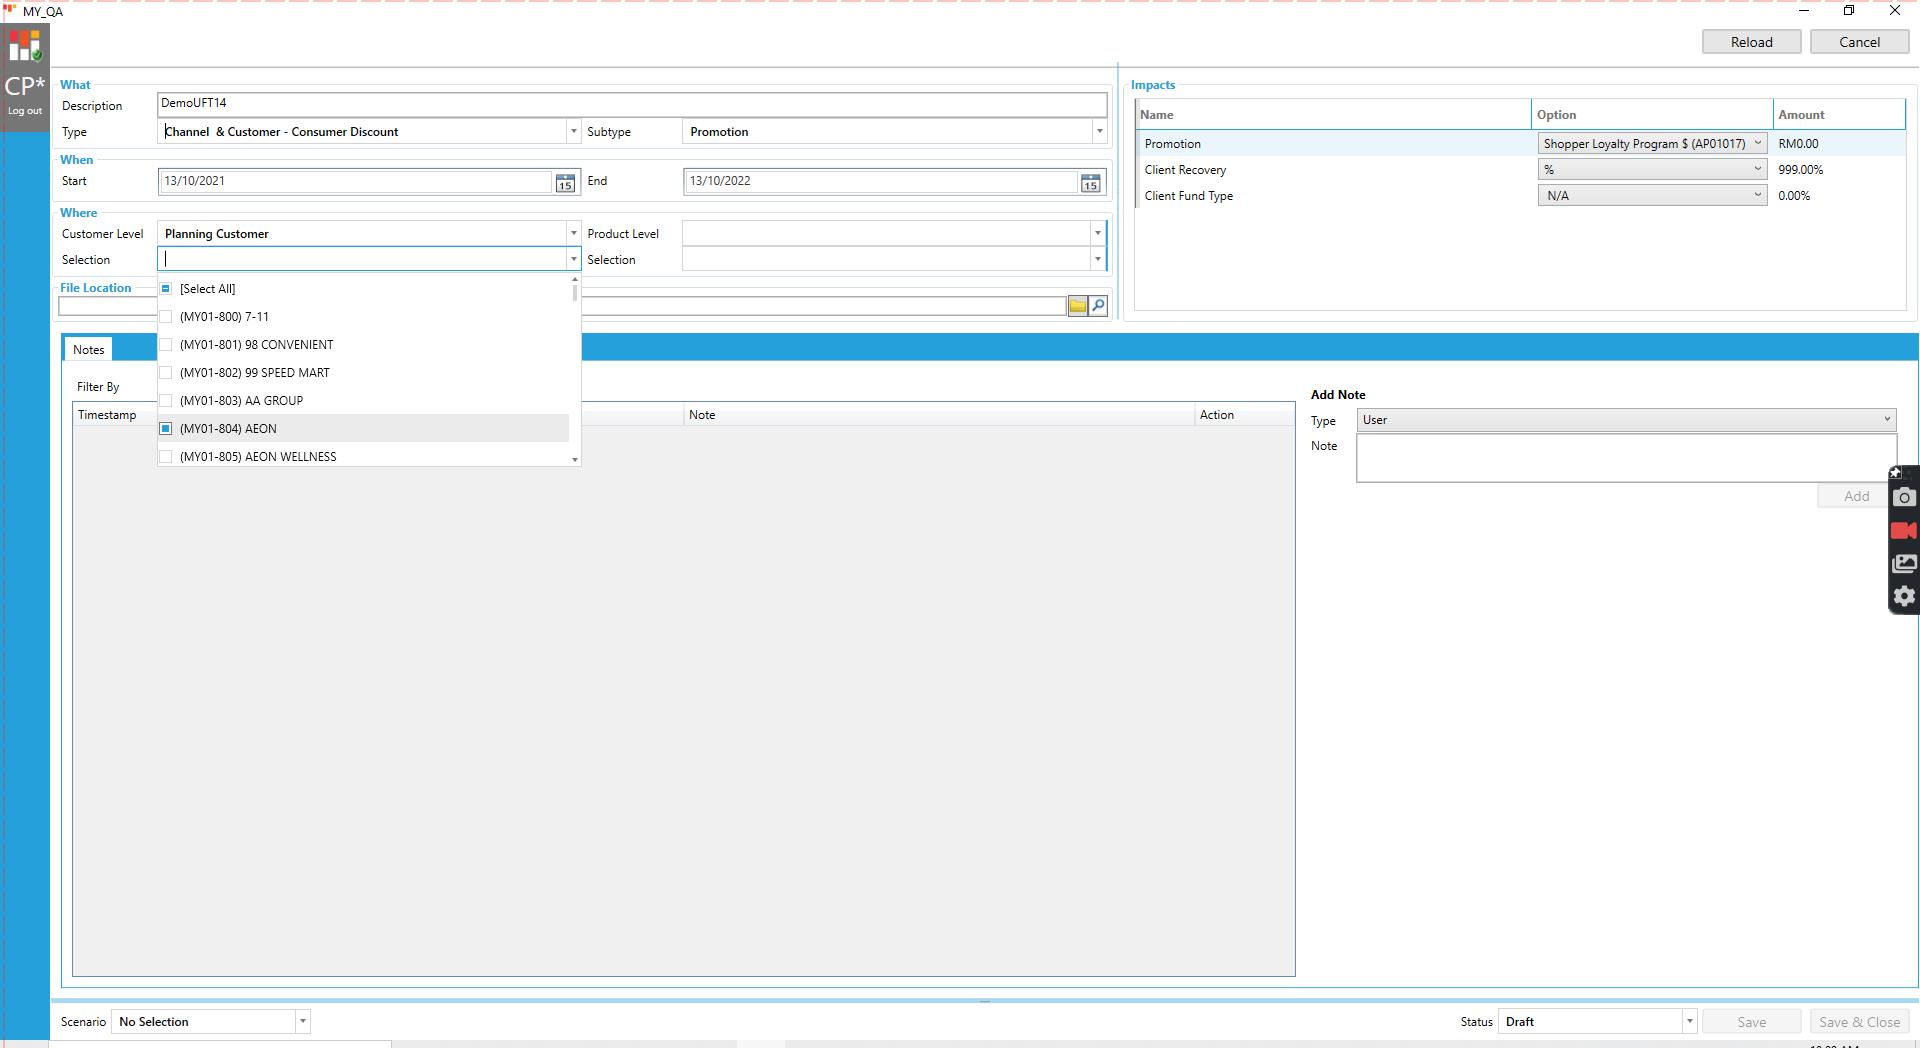 MY_QA
CP*
Log out
Reload
Cancel
What
Description
DemoUFT14
Type
Channel & Customer - Consumer Discount
Subtype
Promotion
When
Start
13/10/2021
15
End
13/10/2022
15
Where
Customer Level
Planning Customer
Product Level
Selection
Selection
File Location
[Select All]
(MY01-800) 7-11
(MY01-801) 98 CONVENIENT
(MY01-802) 99 SPEED MART
(MY01-803) AA GROUP
(MY01-804) AEON
(MY01-805) AEON WELLNESS
Impacts
Name
Option
Amount
Promotion
Shopper Loyalty Program $ (AP01017)
RM0.00
Client Recovery
%
999.00%
Client Fund Type
N/A
0.00%
Notes
Filter By
Timestamp
Note
Action
Add Note
Type
User
Note
Add
Scenario
No Selection
Status
Draft
Save
Save & Close